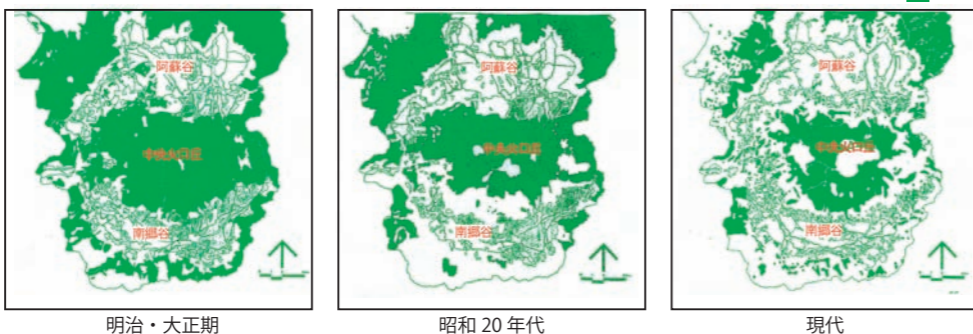 阿蘇谷
中央火口丘
南郷谷
明治・大正期
阿蘇谷
中央火口丘
南郷谷
昭和 20 年代
阿蘇谷
中央火口丘
南郷谷
現代